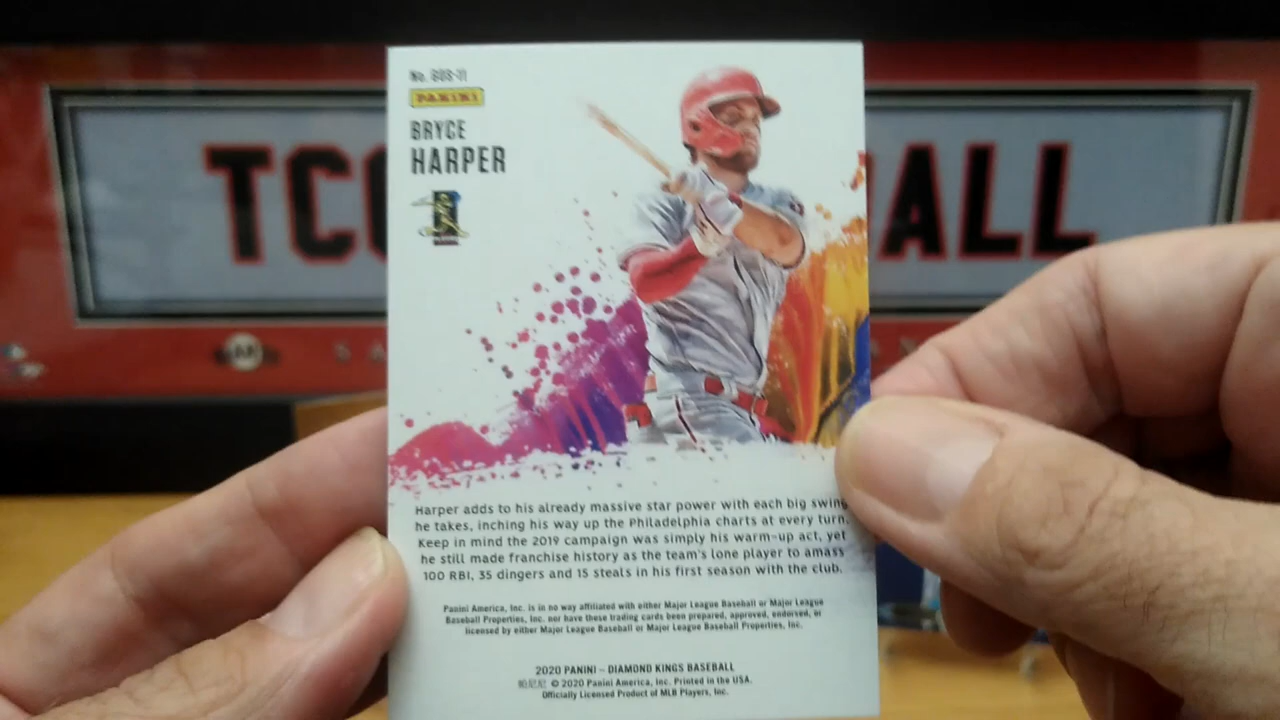 No. GOS-11
PANINI
BRYCE
HARPER
TCO
ALL
Harper adds to his already massive star power with each big swing
he takes, inching his way up the Philadelphia charts at every turn.
Keep in mind the 2019 campaign was simply his warm-up act, yet
he still made franchise history as the team's lone player to amass
100 RBI, 35 dingers and 15 steals in his first season with the club.
Panini America, Inc. is in no way affiliated with either Major League Baseball or Major League
Baseball Properties, Inc. nor have these trading cards been prepared, approved, endorsed, or
licensed by either Major League Baseball or Major League Baseball Properties, Inc.
2020 PANINI – DIAMOND KINGS BASEBALL
帕尼尼 © 2020 Panini America, Inc. Printed in the USA.
Officially Licensed Product of MLB Players, Inc.